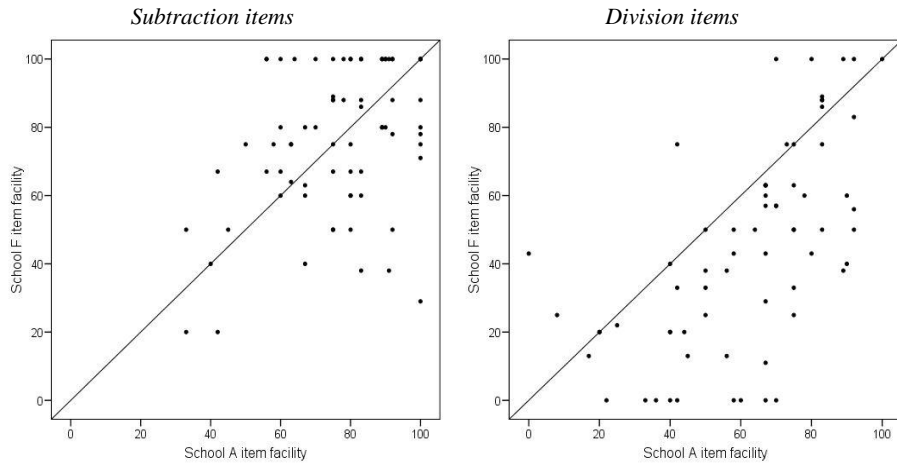 Subtraction items
Division items
100
80
60
40
20
0
School F item facility
0 20 40 60 80 100
School A item facility
100
80
60
40
20
0
School F item facility
0 20 40 60 80 100
School A item facility